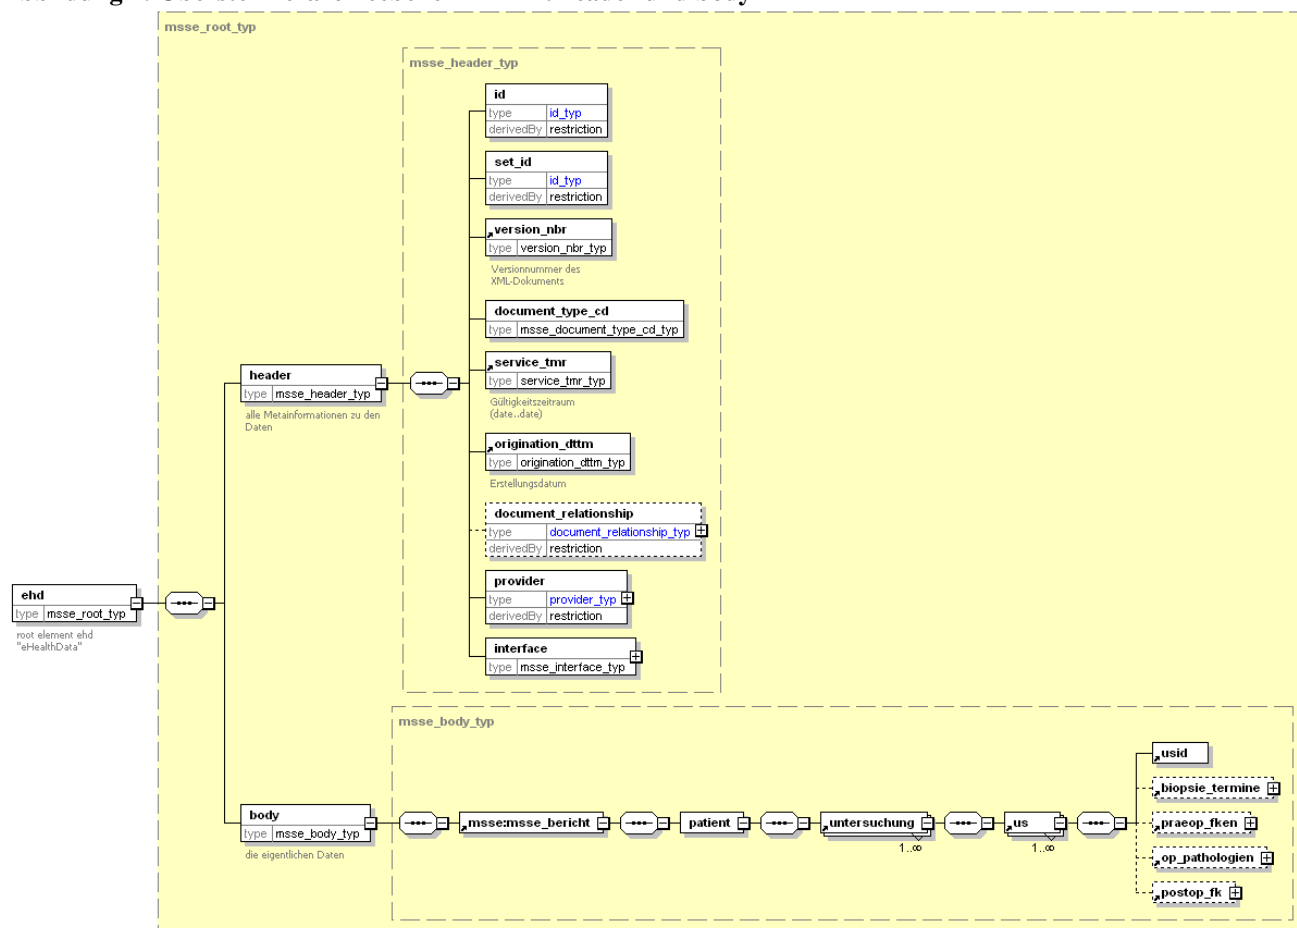 msse_root_typ
msse_header_typ
id
type id_typ
derivedBy restriction
set_id
type id_typ
derivedBy restriction
version_nbr
type version_nbr_typ
Versionnummer des
XML-Dokuments
document_type_cd
type msse_document_type_cd_typ
service_tmr
type service_tmr_typ
Gültigkeitszeitraum
(date..date)
header
type msse_header_typ
alle Metainformationen zu den
Daten
origination_dttm
type origination_dttm_typ
Erstellungsdatum
document_relationship
type document_relationship_typ
derivedBy restriction
provider
type provider_typ
derivedBy restriction
interface
type msse_interface_typ
ehd
type msse_root_typ
root element ehd
"eHealthData"
msse_body_typ
body
type msse_body_typ
die eigentlichen Daten
msse:msse_bericht
patient
untersuchung
1..∞
us
1..∞
usid
biopsie_termine
praeop_fken
op_pathologien
postop_fk